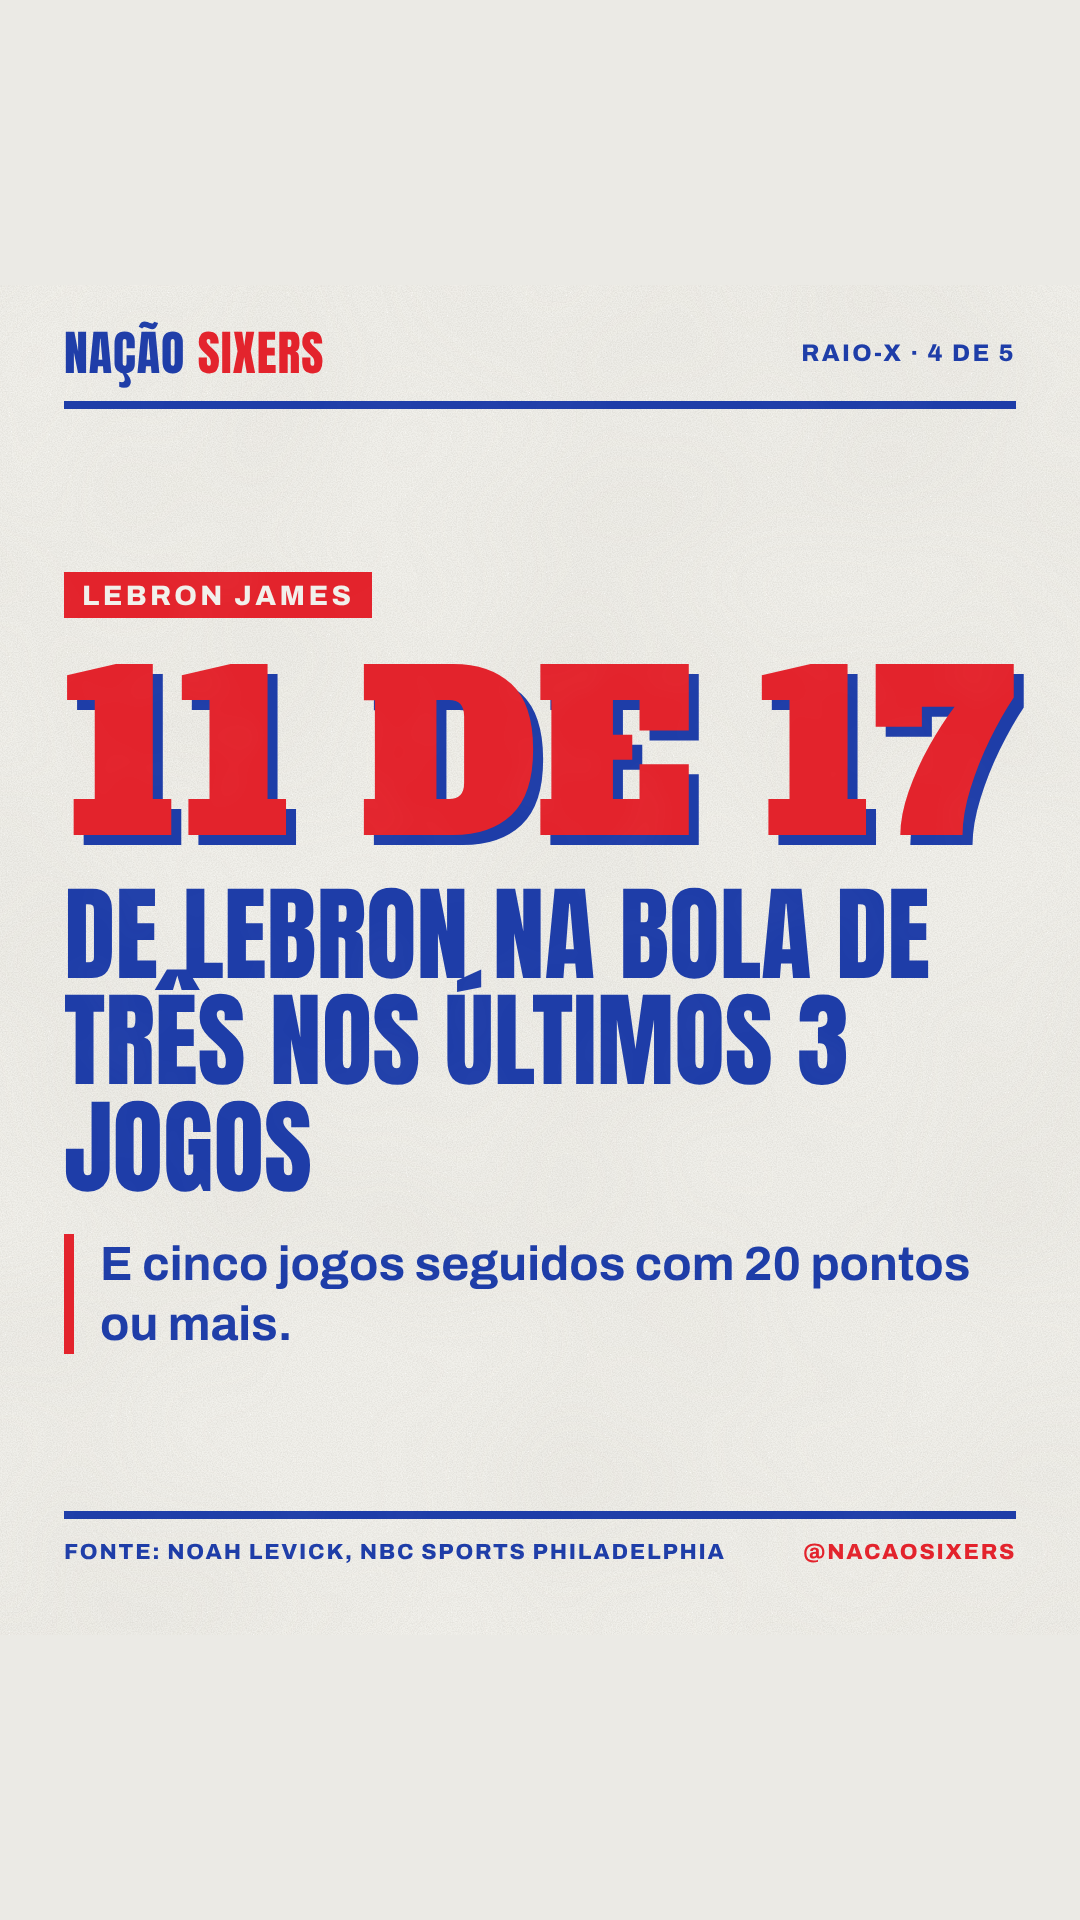 NAÇÃO SIXERS
RAIO-X · 4 DE 5
LEBRON JAMES
11 DE 17
DE LEBRON NA BOLA DE
TRÊS NOS ÚLTIMOS 3
JOGOS
E cinco jogos seguidos com 20 pontos
ou mais.
FONTE: NOAH LEVICK, NBC SPORTS PHILADELPHIA
@NACAOSIXERS